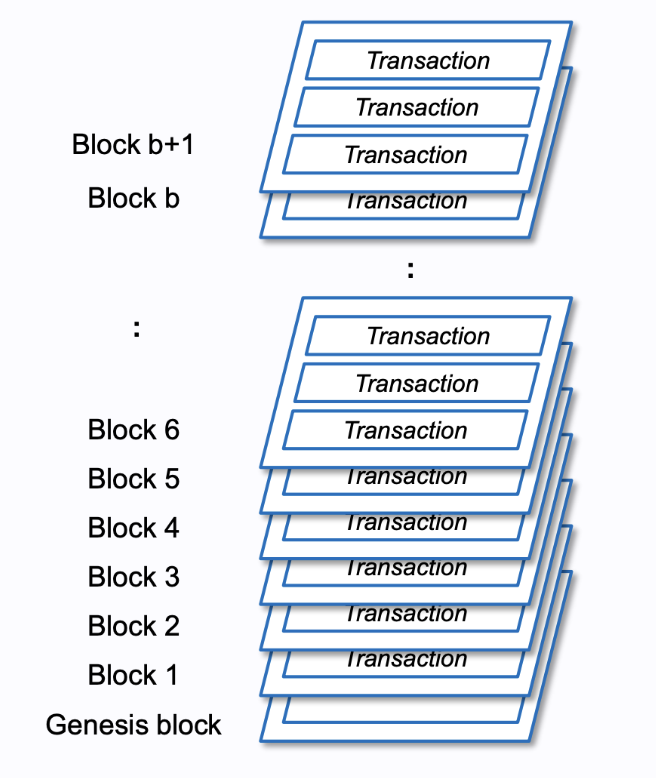 Transaction
Transaction
Block b+1 Transaction
Block b Transaction
:
:
Transaction
Transaction
Block 6 Transaction
Block 5 Transaction
Block 4 Transaction
Block 3 Transaction
Block 2 Transaction
Block 1 Transaction
Genesis block